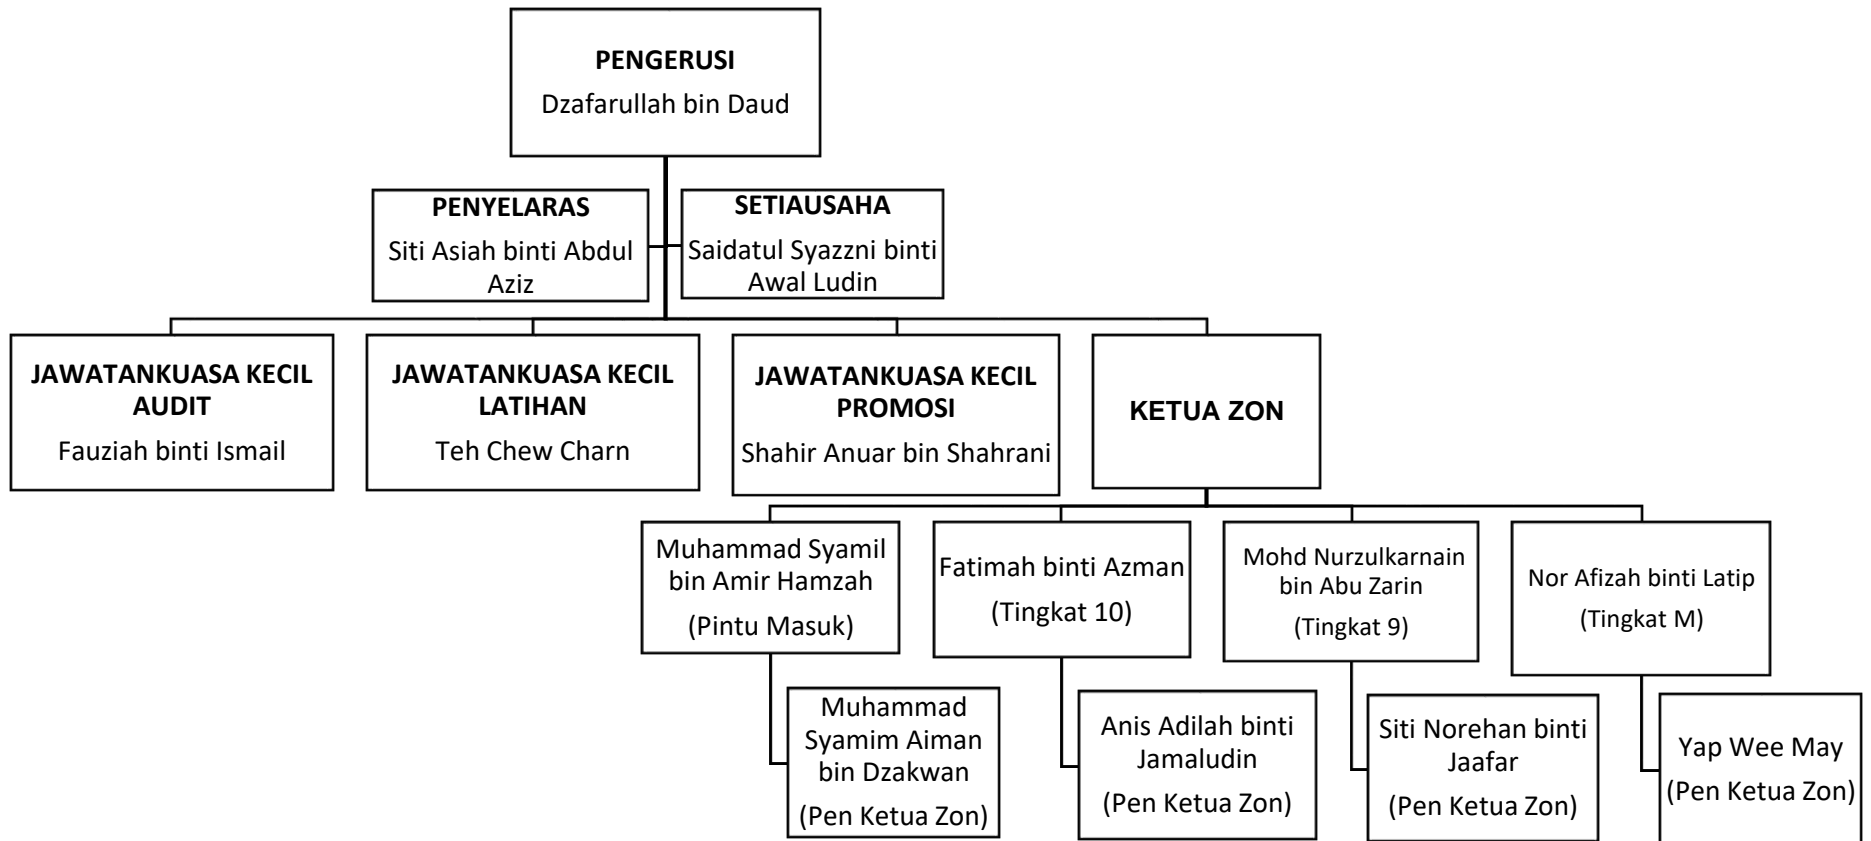 PENGERUSI
Dzafarullah bin Daud
PENYELARAS
Siti Asiah binti Abdul
Aziz
SETIAUSAHA
Saidatul Syazzni binti
Awal Ludin
JAWATANKUASA KECIL
AUDIT
Fauziah binti Ismail
JAWATANKUASA KECIL
LATIHAN
Teh Chew Charn
JAWATANKUASA KECIL
PROMOSI
Shahir Anuar bin Shahrani
KETUA ZON
Muhammad Syamil
bin Amir Hamzah
(Pintu Masuk)
Fatimah binti Azman
(Tingkat 10)
Mohd Nurzulkarnain
bin Abu Zarin
(Tingkat 9)
Nor Afizah binti Latip
(Tingkat M)
Muhammad
Syamim Aiman
bin Dzakwan
(Pen Ketua Zon)
Anis Adilah binti
Jamaludin
(Pen Ketua Zon)
Siti Norehan binti
Jaafar
(Pen Ketua Zon)
Yap Wee May
(Pen Ketua Zon)